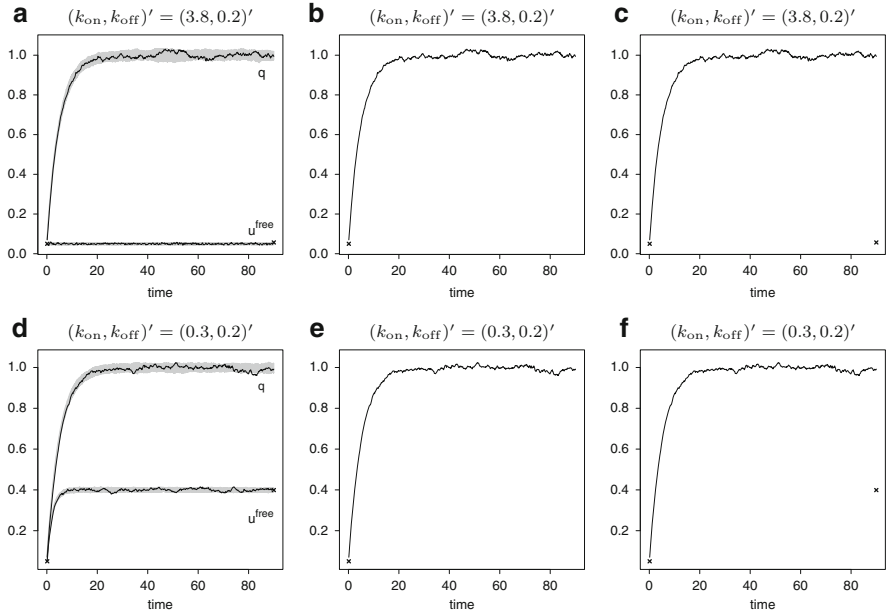 a (k_on, k_off)′ = (3.8, 0.2)′
b (k_on, k_off)′ = (3.8, 0.2)′
c (k_on, k_off)′ = (3.8, 0.2)′
1.0
0.8
0.6
0.4
0.2
0.0
q
u^free
0 20 40 60 80
time
1.0
0.8
0.6
0.4
0.2
0.0
0 20 40 60 80
time
1.0
0.8
0.6
0.4
0.2
0.0
0 20 40 60 80
time
d (k_on, k_off)′ = (0.3, 0.2)′
e (k_on, k_off)′ = (0.3, 0.2)′
f (k_on, k_off)′ = (0.3, 0.2)′
1.0
0.8
0.6
0.4
0.2
q
u^free
0 20 40 60 80
time
1.0
0.8
0.6
0.4
0.2
0 20 40 60 80
time
1.0
0.8
0.6
0.4
0.2
0 20 40 60 80
time